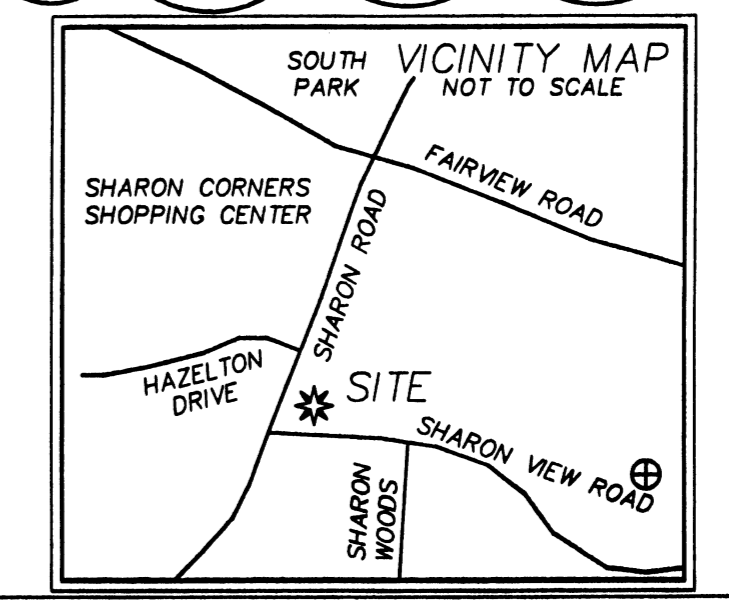 VICINITY MAP
NOT TO SCALE
SOUTH
PARK
FAIRVIEW ROAD
SHARON CORNERS
SHOPPING CENTER
SHARON ROAD
HAZELTON
DRIVE
SITE
SHARON VIEW ROAD
SHARON
WOODS